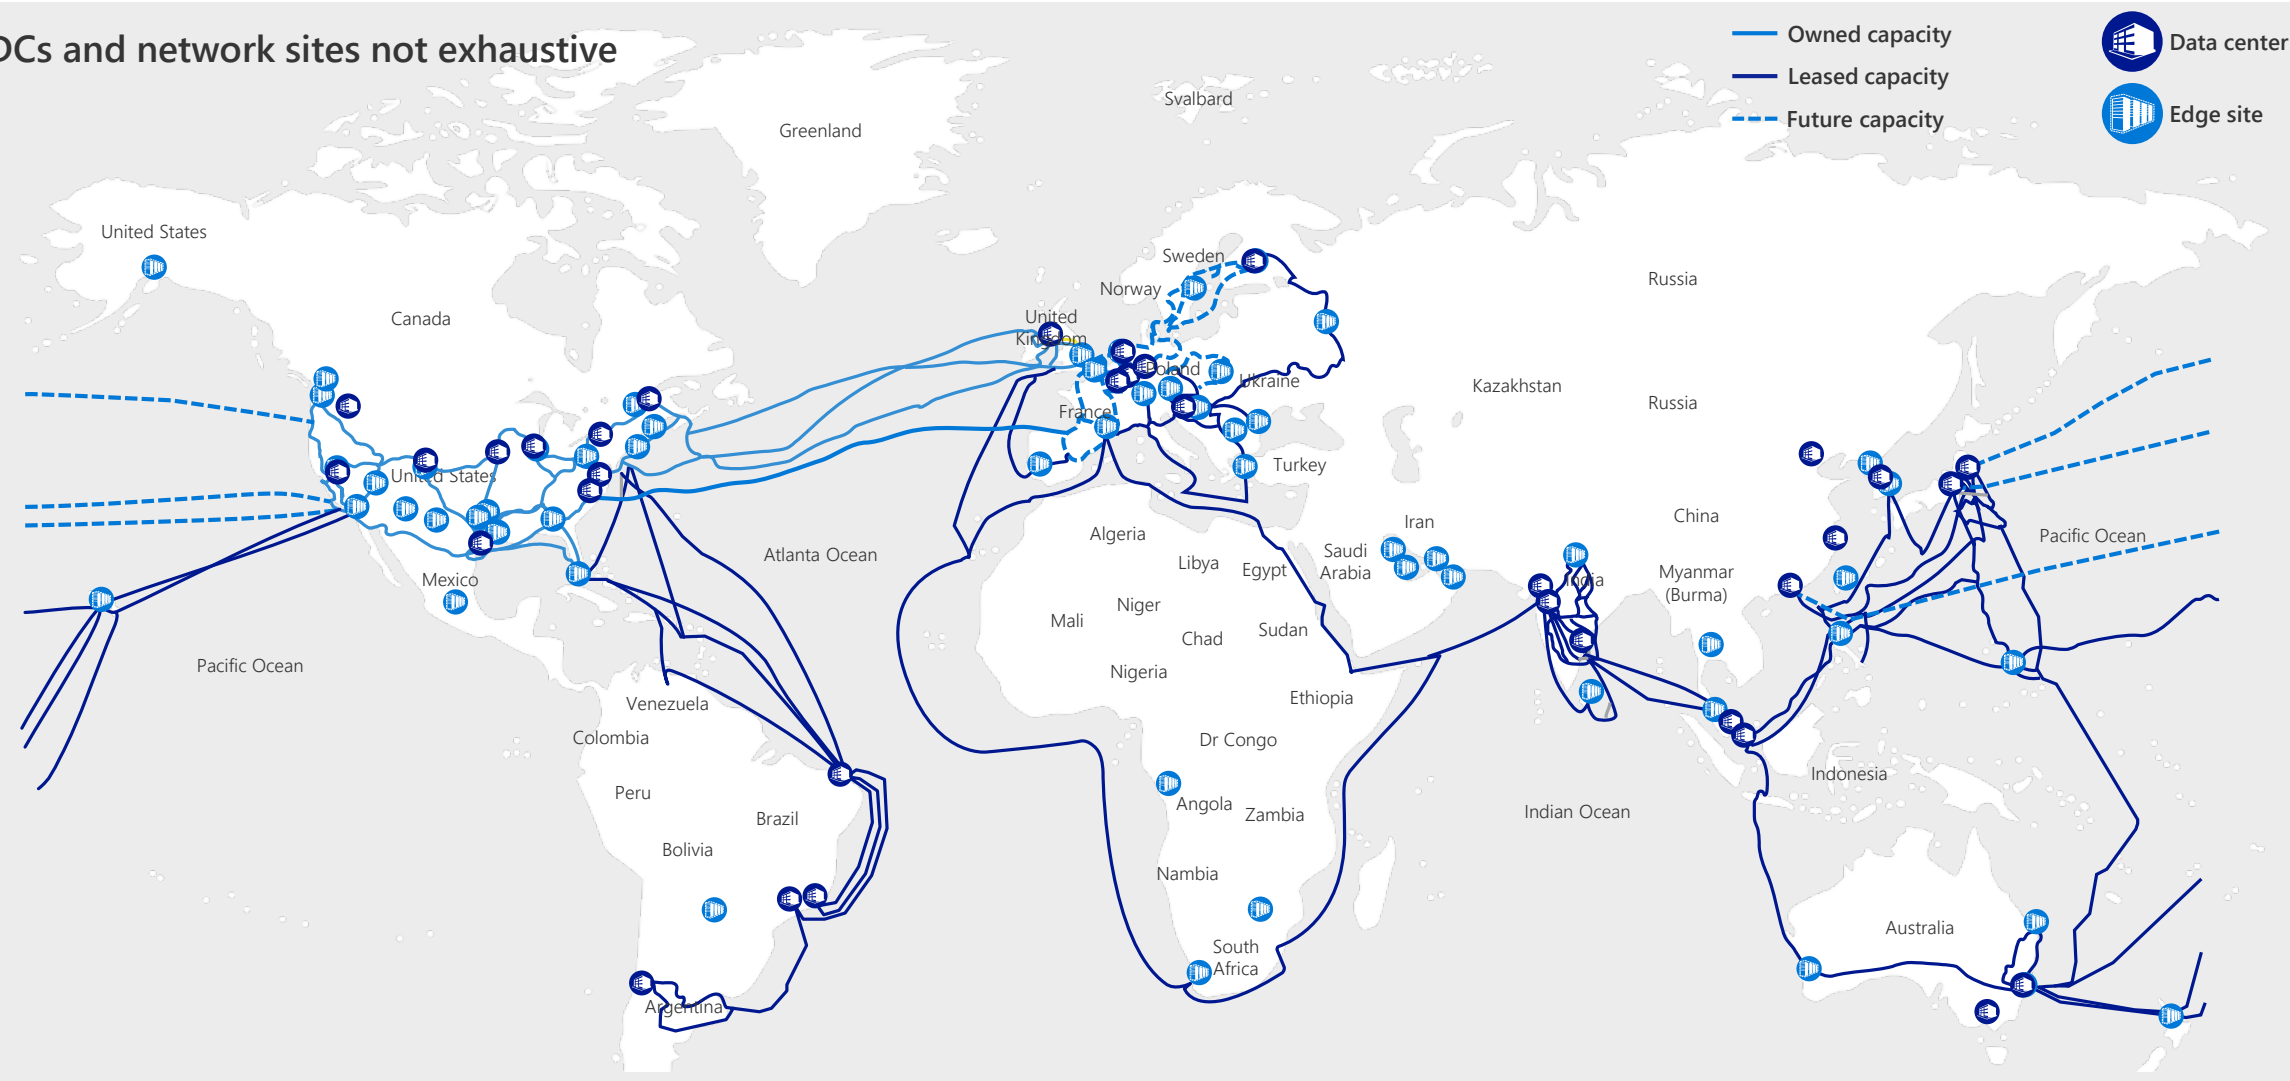 DCs and network sites not exhaustive
Owned capacity
Leased capacity
Future capacity
Data center
Edge site
Svalbard
Greenland
United States
Sweden
Norway
Russia
Canada
United
Kingdom
Poland
Ukraine
Kazakhstan
Russia
France
United States
Turkey
China
Pacific Ocean
Algeria
Iran
Atlanta Ocean
Libya
Egypt
Saudi
Arabia
Mexico
India
Myanmar
(Burma)
Niger
Mali
Chad
Sudan
Pacific Ocean
Nigeria
Ethiopia
Venezuela
Colombia
Dr Congo
Indonesia
Peru
Angola
Zambia
Indian Ocean
Brazil
Bolivia
Nambia
Australia
South
Africa
Argentina